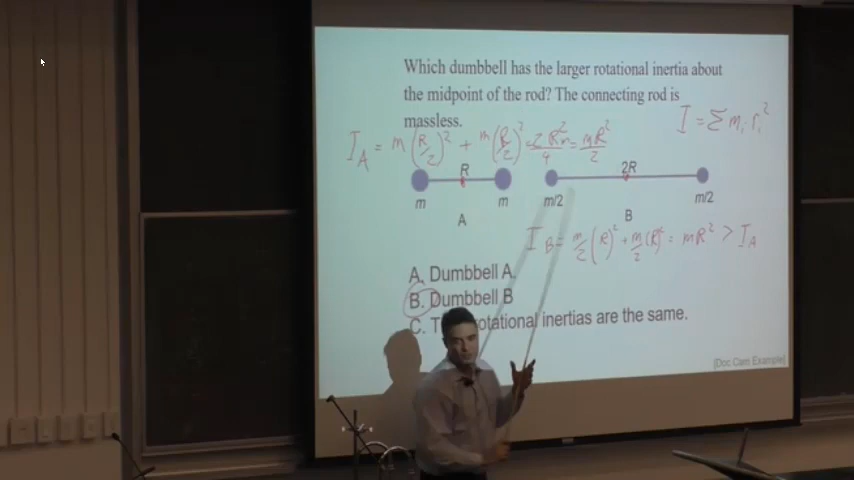 Which dumbbell has the larger rotational inertia about
the midpoint of the rod? The connecting rod is
massless.
I = Σ mᵢ rᵢ²
I_A = m(R/2)² + m(R/2)² = 2R²m/4 = mR²/2
R
2R
m
m
m/2
m/2
A
B
I_B = m/2(R)² + m/2(R)² = mR² > I_A
A. Dumbbell A.
B. Dumbbell B
C. rotational inertias are the same.
[Doc Cam Example]